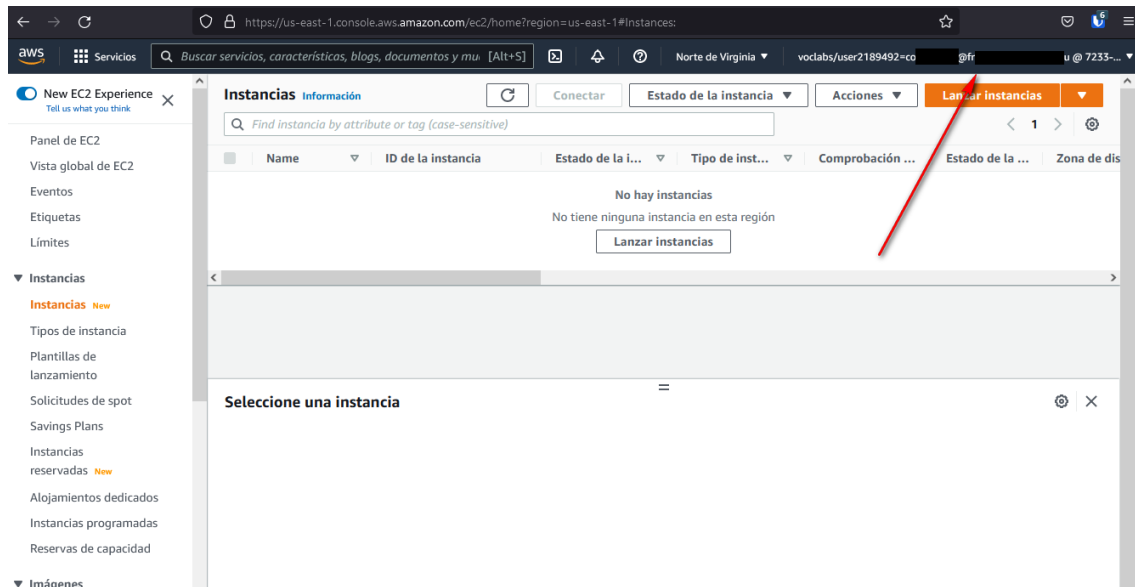 https://us-east-1.console.aws.amazon.com/ec2/home?region=us-east-1#Instances:
6
aws
Servicios
Buscar servicios, características, blogs, documentos y mu [Alt+S]
Norte de Virginia
voclabs/user2189492=co
@fr
u @ 7233-...
New EC2 Experience
Tell us what you think
Panel de EC2
Vista global de EC2
Eventos
Etiquetas
Límites
Instancias
Instancias New
Tipos de instancia
Plantillas de
lanzamiento
Solicitudes de spot
Savings Plans
Instancias
reservadas New
Alojamientos dedicados
Instancias programadas
Reservas de capacidad
Imágenes
Instancias Información
Conectar
Estado de la instancia
Acciones
Lanzar instancias
Find instance by attribute or tag (case-sensitive)
1
Name
ID de la instancia
Estado de la i...
Tipo de inst...
Comprobación ...
Estado de la ...
Zona de dis
No hay instancias
No tiene ninguna instancia en esta región
Lanzar instancias
Seleccione una instancia